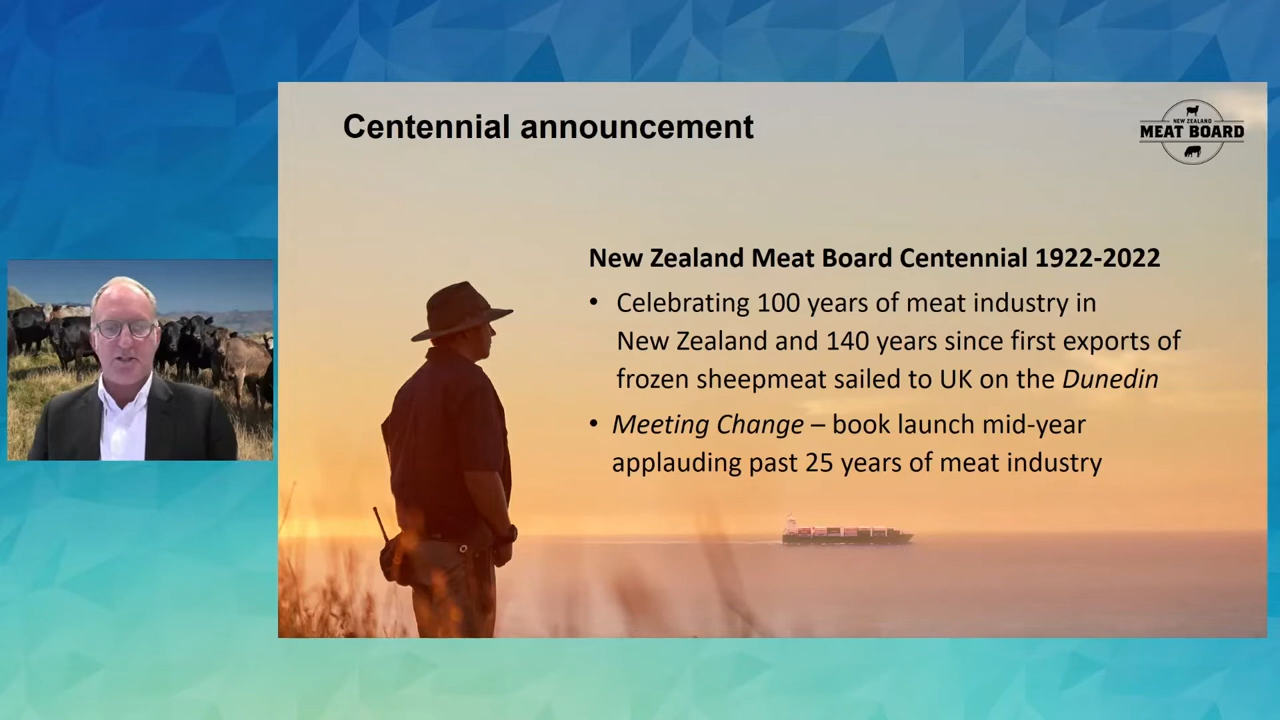 Centennial announcement
NEW ZEALAND
MEAT BOARD
New Zealand Meat Board Centennial 1922-2022
• Celebrating 100 years of meat industry in
New Zealand and 140 years since first exports of
frozen sheepmeat sailed to UK on the Dunedin
• Meeting Change – book launch mid-year
applauding past 25 years of meat industry